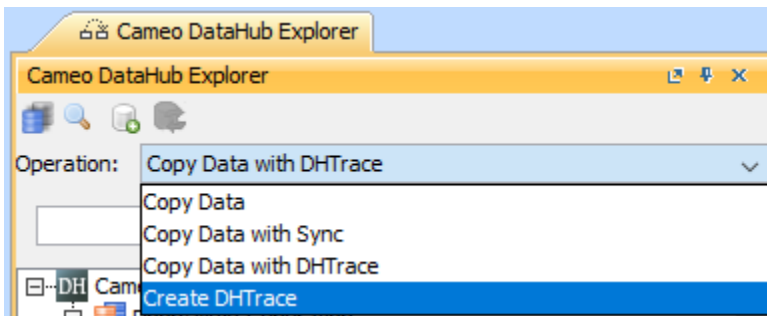 Cameo DataHub Explorer
Cameo DataHub Explorer
Operation: Copy Data with DHTrace
Copy Data
Copy Data with Sync
Copy Data with DHTrace
DH Cam
Create DHTrace